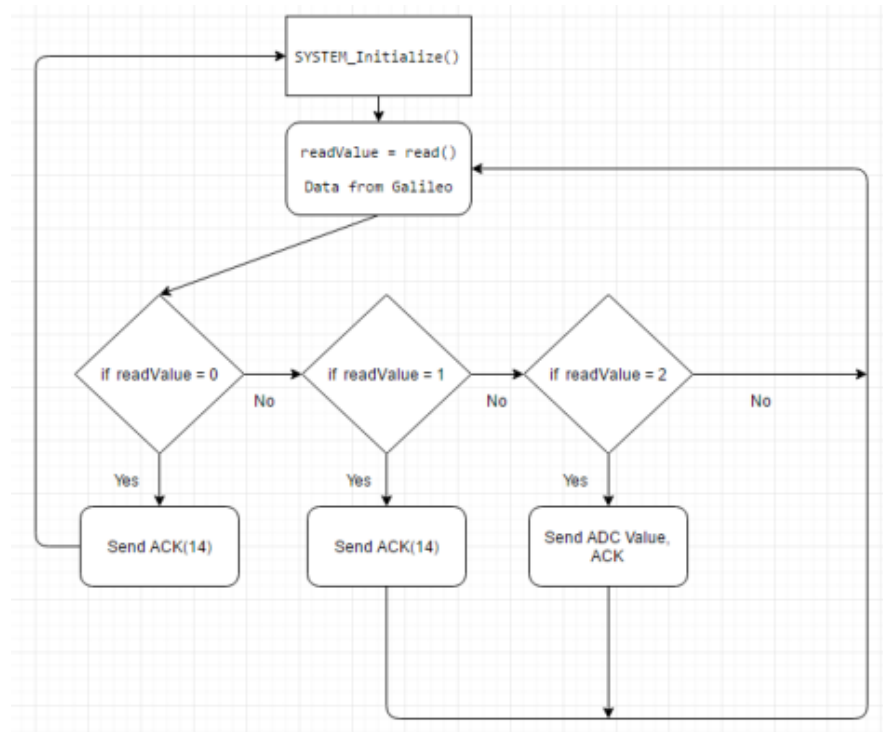 SYSTEM_Initialize()
readValue = read()
Data from Galileo
if readValue = 0
No
if readValue = 1
No
if readValue = 2
No
Yes
Yes
Yes
Send ACK(14)
Send ACK(14)
Send ADC Value,
ACK